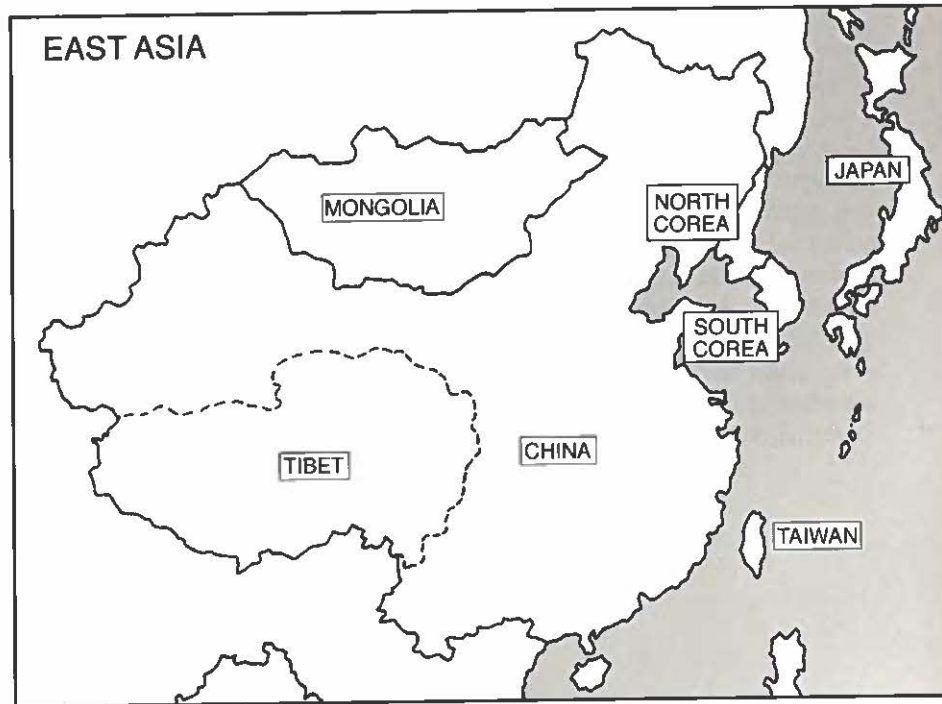 EAST ASIA
MONGOLIA
NORTH
COREA
JAPAN
SOUTH
COREA
TIBET
CHINA
TAIWAN